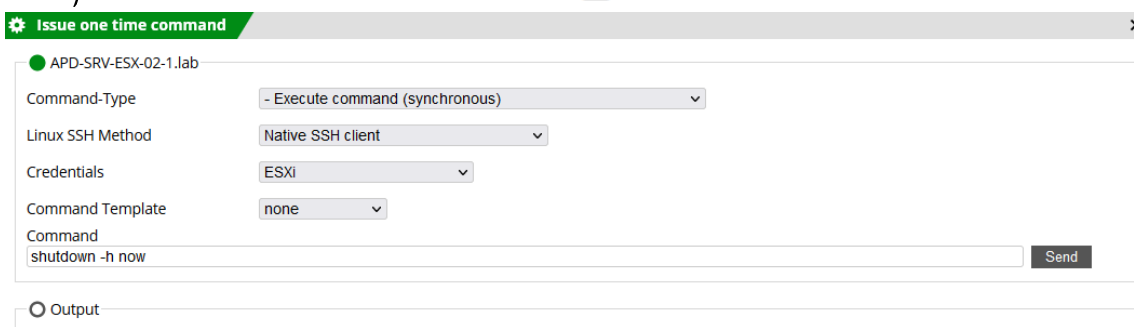 Issue one time command
APD-SRV-ESX-02-1.lab
Command-Type - Execute command (synchronous)
Linux SSH Method Native SSH client
Credentials ESXi
Command Template none
Command
shutdown -h now Send
Output